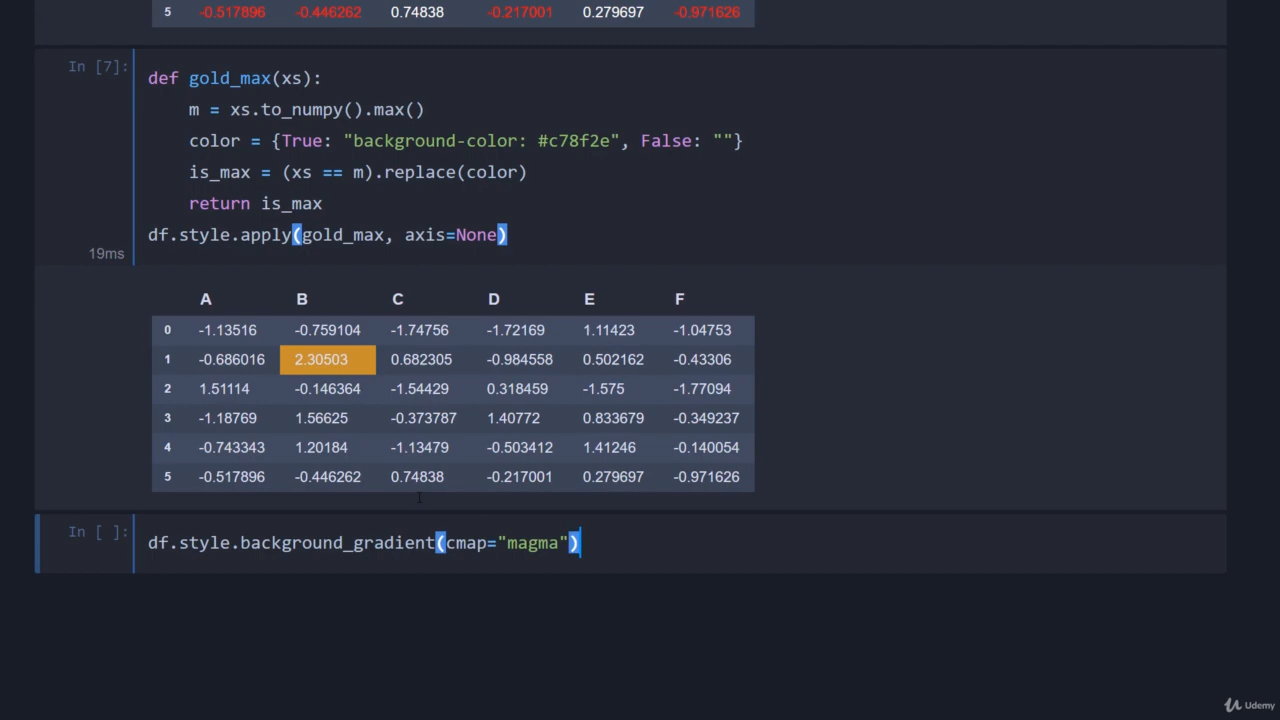 5 -0.517896 -0.446262 0.74838 -0.217001 0.279697 -0.971626
In [7]:
def gold_max(xs):
m = xs.to_numpy().max()
color = {True: "background-color: #c78f2e", False: ""}
is_max = (xs == m).replace(color)
return is_max
df.style.apply(gold_max, axis=None)
19ms
A B C D E F
0 -1.13516 -0.759104 -1.74756 -1.72169 1.11423 -1.04753
1 -0.686016 2.30503 0.682305 -0.984558 0.502162 -0.43306
2 1.51114 -0.146364 -1.54429 0.318459 -1.575 -1.77094
3 -1.18769 1.56625 -0.373787 1.40772 0.833679 -0.349237
4 -0.743343 1.20184 -1.13479 -0.503412 1.41246 -0.140054
5 -0.517896 -0.446262 0.74838 -0.217001 0.279697 -0.971626
In [ ]:
df.style.background_gradient(cmap="magma")
Udemy